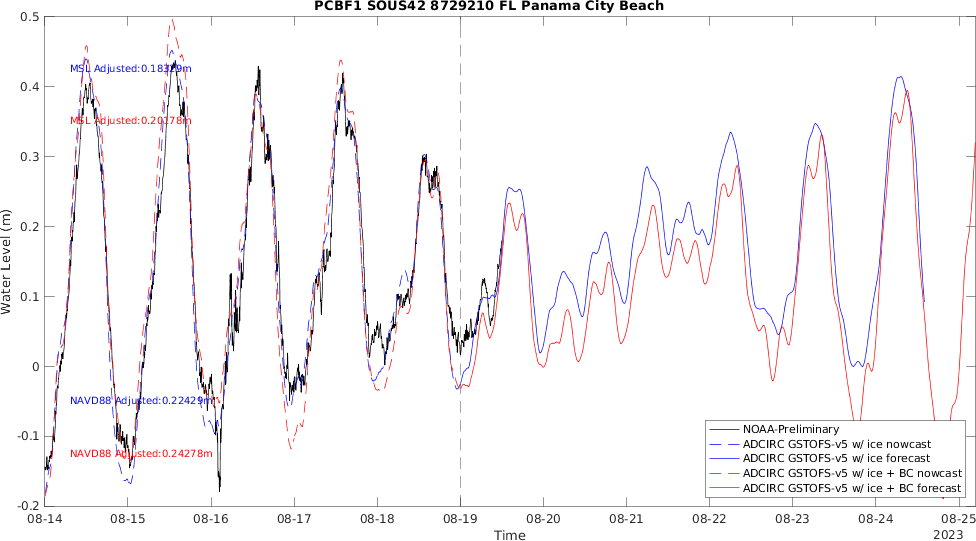 PCBF1 SOUS42 8729210 FL Panama City Beach
Water Level (m)
0.5
0.4
0.3
0.2
0.1
0
-0.1
-0.2
MSL Adjusted:
MSL Adjusted:0.20178m
NAVD88 Adjusted:0.22429m
NAVD88 Adjusted:0.24278m
NOAA-Preliminary
ADCIRC GSTOFS-v5 w/ ice nowcast
ADCIRC GSTOFS-v5 w/ ice forecast
ADCIRC GSTOFS-v5 w/ ice + BC nowcast
ADCIRC GSTOFS-v5 w/ ice + BC forecast
08-14 08-15 08-16 08-17 08-18 08-19 08-20 08-21 08-22 08-23 08-24 08-25
Time
2023